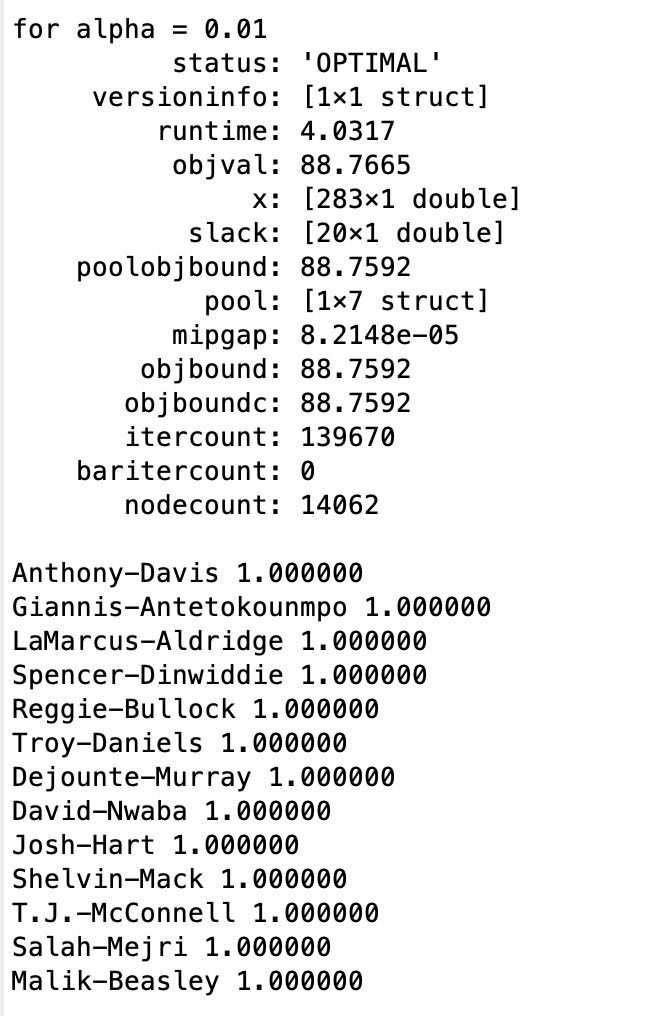 for alpha = 0.01
status: 'OPTIMAL'
versioninfo: [1×1 struct]
runtime: 4.0317
objval: 88.7665
x: [283×1 double]
slack: [20×1 double]
poolobjbound: 88.7592
pool: [1×7 struct]
mipgap: 8.2148e-05
objbound: 88.7592
objboundc: 88.7592
itercount: 139670
baritercount: 0
nodecount: 14062
Anthony-Davis 1.000000
Giannis-Antetokounmpo 1.000000
LaMarcus-Aldridge 1.000000
Spencer-Dinwiddie 1.000000
Reggie-Bullock 1.000000
Troy-Daniels 1.000000
Dejounte-Murray 1.000000
David-Nwaba 1.000000
Josh-Hart 1.000000
Shelvin-Mack 1.000000
T.J.-McConnell 1.000000
Salah-Mejri 1.000000
Malik-Beasley 1.000000